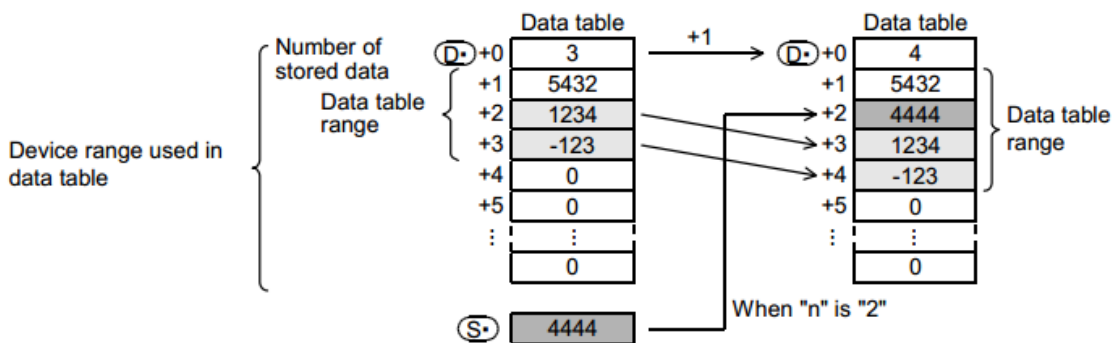 Data table
Data table
Number of stored data
D• +0 3 +1 D• +0 4
+1 5432 +1 5432
Data table range
+2 1234 +2 4444
Data table range
+3 -123 +3 1234
Device range used in data table
+4 0 +4 -123
+5 0 +5 0
⋮ ⋮ ⋮ ⋮
0 0
When "n" is "2"
S• 4444